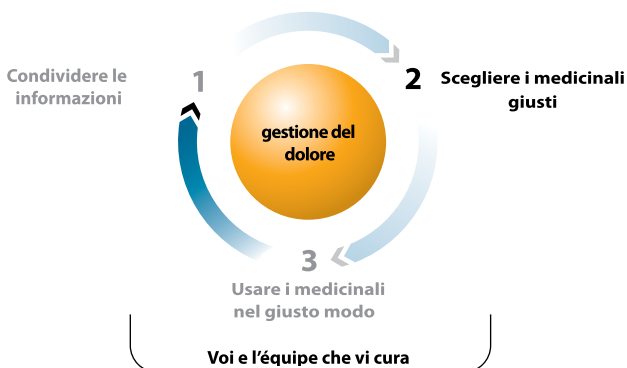 1
Condividere le
informazioni
2
Scegliere i medicinali
giusti
gestione del
dolore
3
Usare i medicinali
nel giusto modo
Voi e l'équipe che vi cura